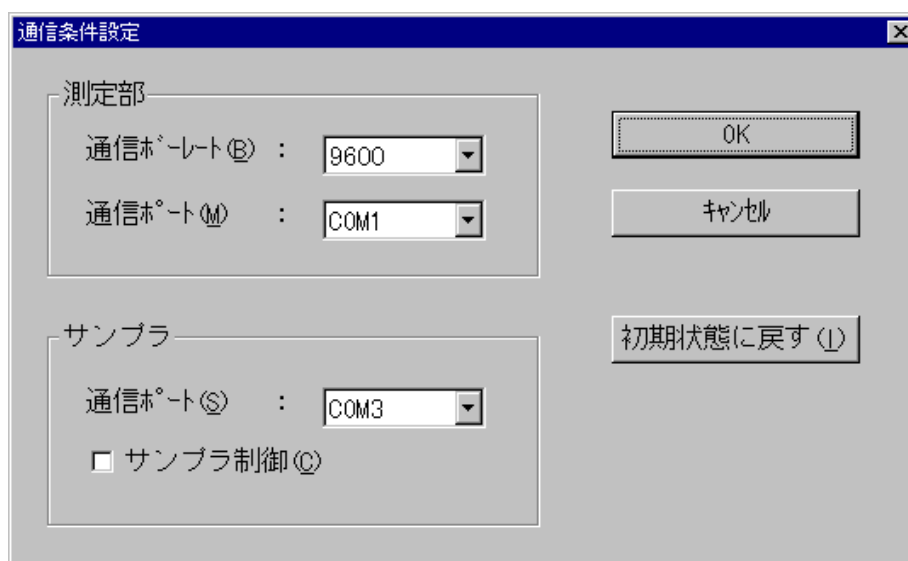 通信条件設定
測定部
通信ﾎﾞｰﾚｰﾄ(B) : 9600
通信ﾎﾟｰﾄ(M) : COM1
OK
ｷｬﾝｾﾙ
サンプラ
通信ﾎﾟｰﾄ(S) : COM3
サンプラ制御(C)
初期状態に戻す(I)